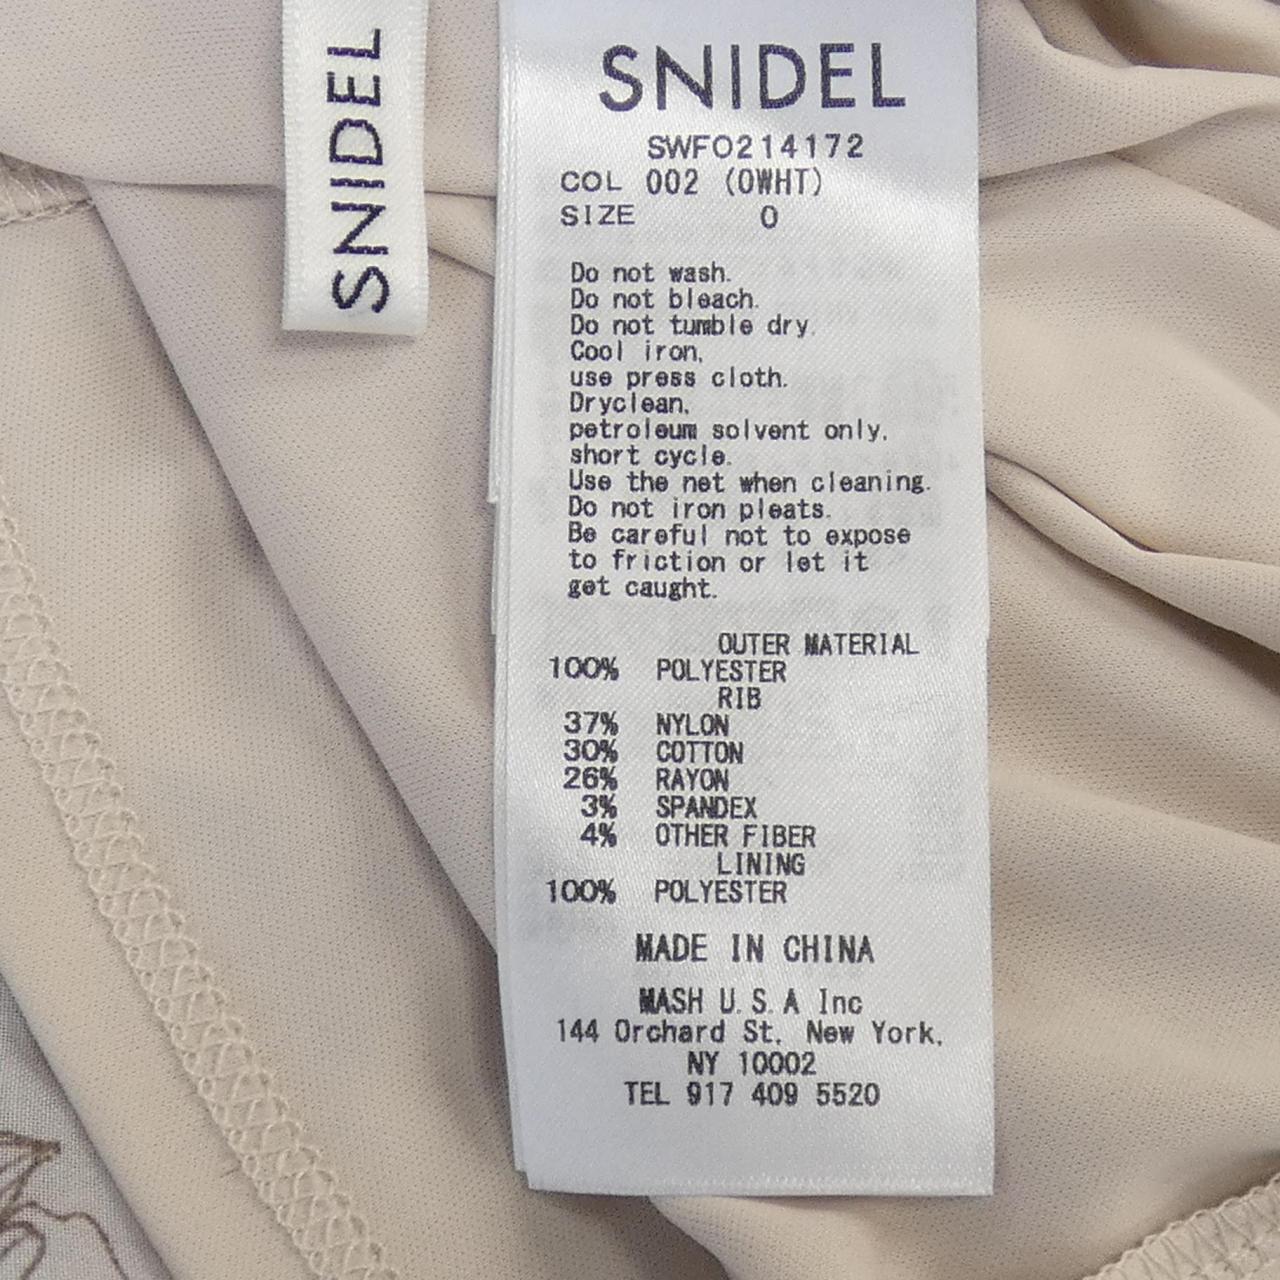 SNIDEL
SNIDEL
SWFO214172
COL 002 (OWHT)
SIZE 0
Do not wash.
Do not bleach.
Do not tumble dry.
Cool iron,
use press cloth.
Dryclean,
petroleum solvent only,
short cycle.
Use the net when cleaning.
Do not iron pleats.
Be careful not to expose
to friction or let it
get caught.
OUTER MATERIAL
100% POLYESTER
RIB
37% NYLON
30% COTTON
26% RAYON
3% SPANDEX
4% OTHER FIBER
LINING
100% POLYESTER
MADE IN CHINA
MASH U.S.A Inc
144 Orchard St, New York,
NY 10002
TEL 917 409 5520